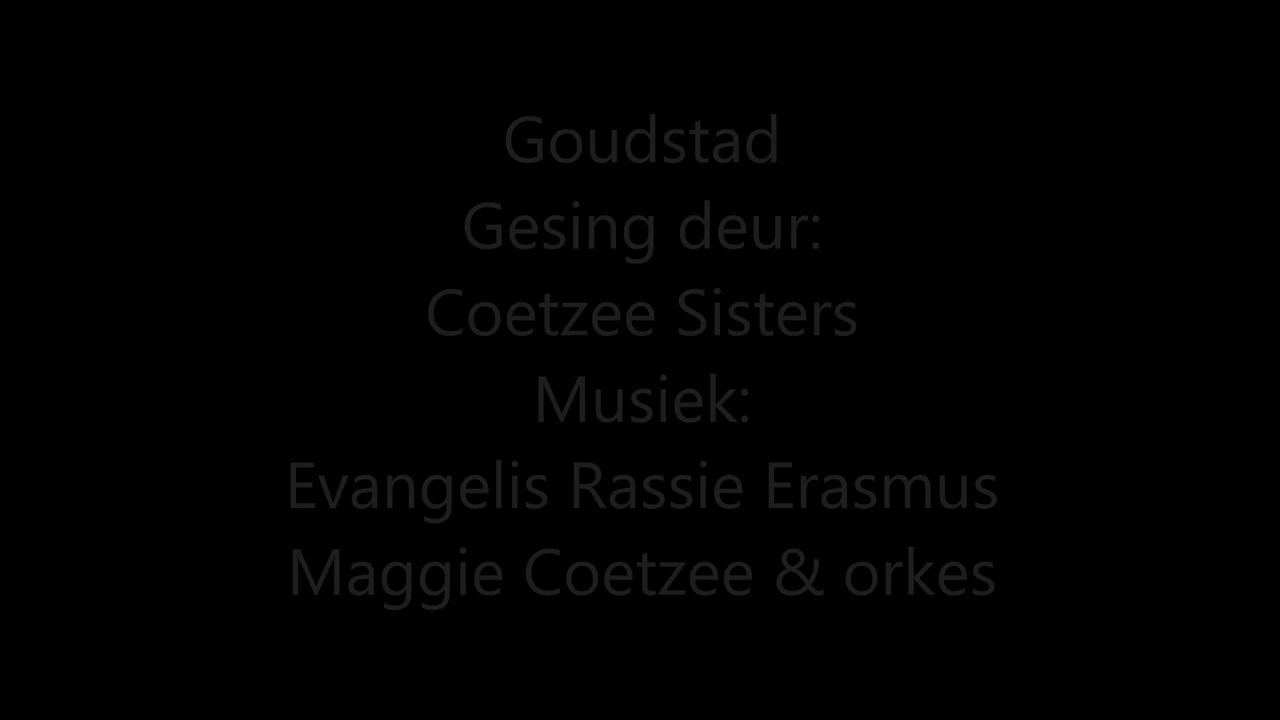 Goudstad
Gesing deur:
Coetzee Sisters
Musiek:
Evangelis Rassie Erasmus
Maggie Coetzee & orkes